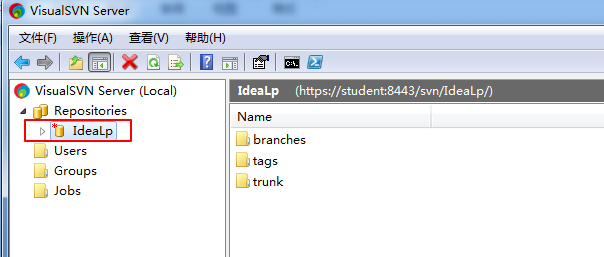 VisualSVN Server
文件(F) 操作(A) 查看(V) 帮助(H)
VisualSVN Server (Local)
Repositories
IdeaLp
Users
Groups
Jobs
IdeaLp (https://student:8443/svn/IdeaLp/)
Name
branches
tags
trunk